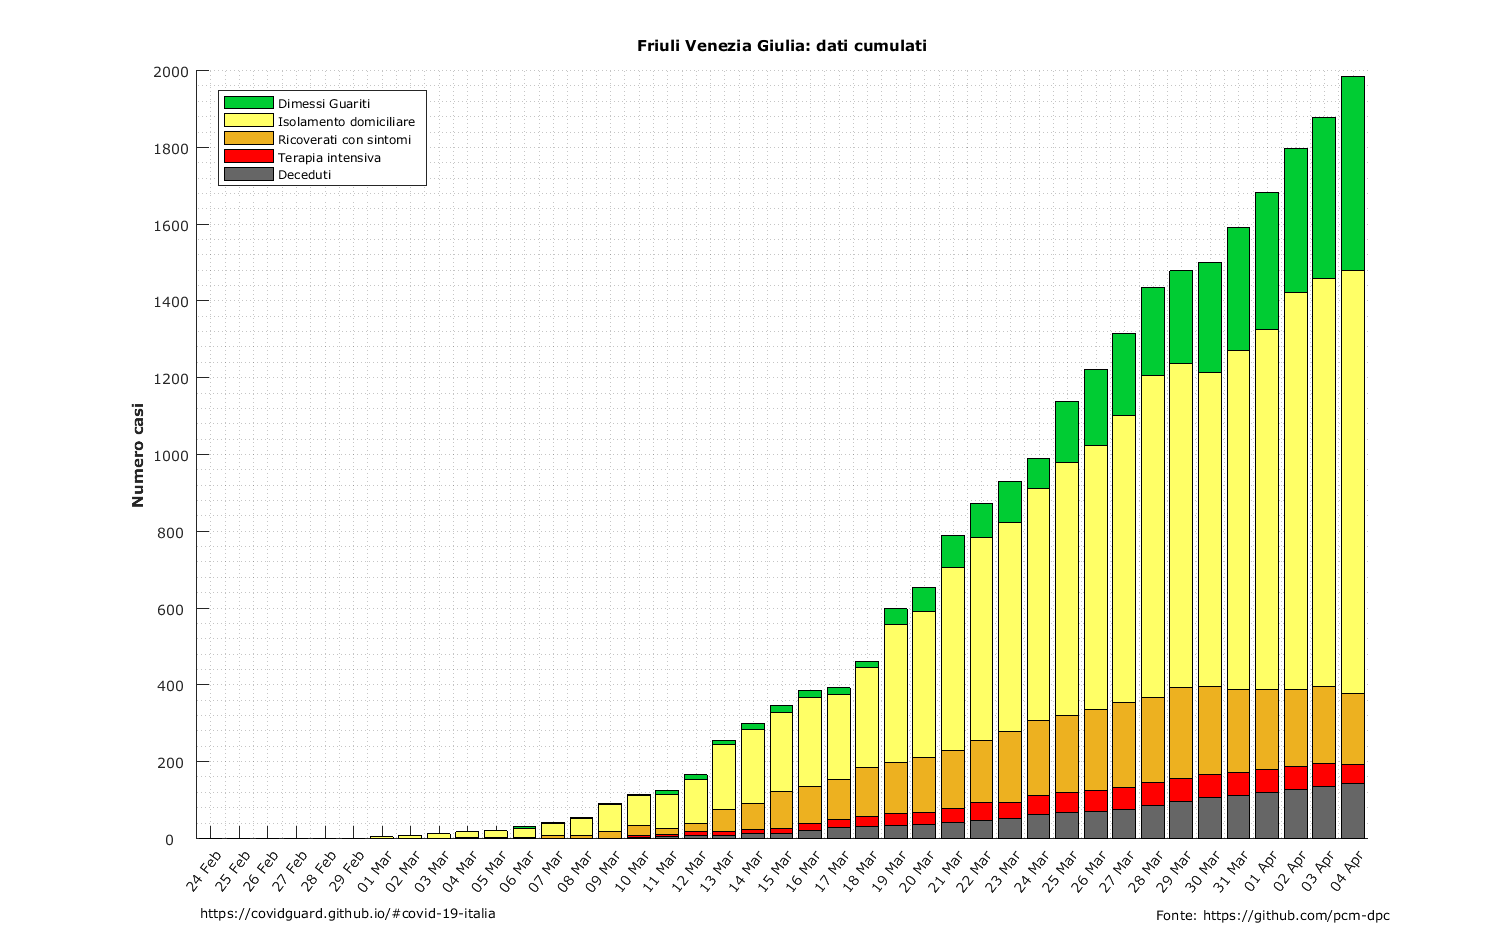 Friuli Venezia Giulia: dati cumulati
Numero casi
2000
1800
1600
1400
1200
1000
800
600
400
200
0
Dimessi Guariti
Isolamento domiciliare
Ricoverati con sintomi
Terapia intensiva
Deceduti
24 Feb
25 Feb
26 Feb
27 Feb
28 Feb
29 Feb
01 Mar
02 Mar
03 Mar
04 Mar
05 Mar
06 Mar
07 Mar
08 Mar
09 Mar
10 Mar
11 Mar
12 Mar
13 Mar
14 Mar
15 Mar
16 Mar
17 Mar
18 Mar
19 Mar
20 Mar
21 Mar
22 Mar
23 Mar
24 Mar
25 Mar
26 Mar
27 Mar
28 Mar
29 Mar
30 Mar
31 Mar
01 Apr
02 Apr
03 Apr
04 Apr
https://covidguard.github.io/#covid-19-italia
Fonte: https://github.com/pcm-dpc